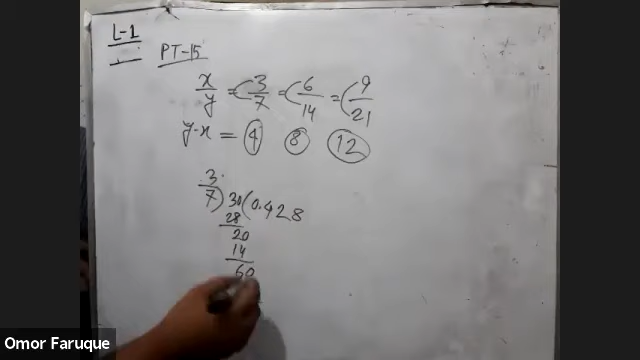 L-1
PT-15
x/y = 3/7 = 6/14 = 9/21
y-x = 4 8 12
3/7) 30 (0.428
28
20
14
60
Omor Faruque